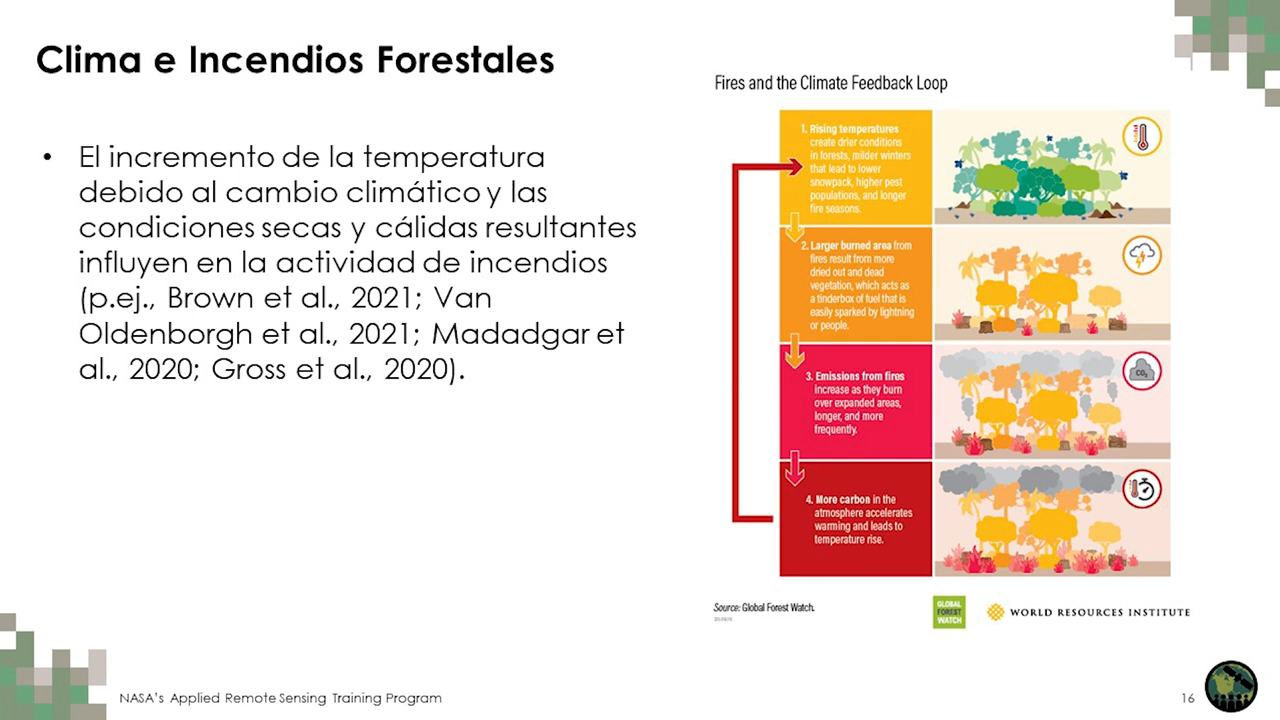 Clima e Incendios Forestales
• El incremento de la temperatura
debido al cambio climático y las
condiciones secas y cálidas resultantes
influyen en la actividad de incendios
(p.ej., Brown et al., 2021; Van
Oldenborgh et al., 2021; Madadgar et
al., 2020; Gross et al., 2020).
Fires and the Climate Feedback Loop
1. Rising temperatures
create drier conditions
in forests, milder winters
that lead to lower
snowpack, higher pest
populations, and longer
fire seasons.
2. Larger burned area from
fires result from more
dried out and dead
vegetation, which acts as
a tinderbox of fuel that is
easily sparked by lightning
or people.
3. Emissions from fires
increase as they burn
over expanded areas,
longer, and more
frequently.
CO₂
4. More carbon in the
atmosphere accelerates
warming and leads to
temperature rise.
Source: Global Forest Watch.
GLOBAL
FOREST
WATCH
WORLD RESOURCES INSTITUTE
NASA's Applied Remote Sensing Training Program
16